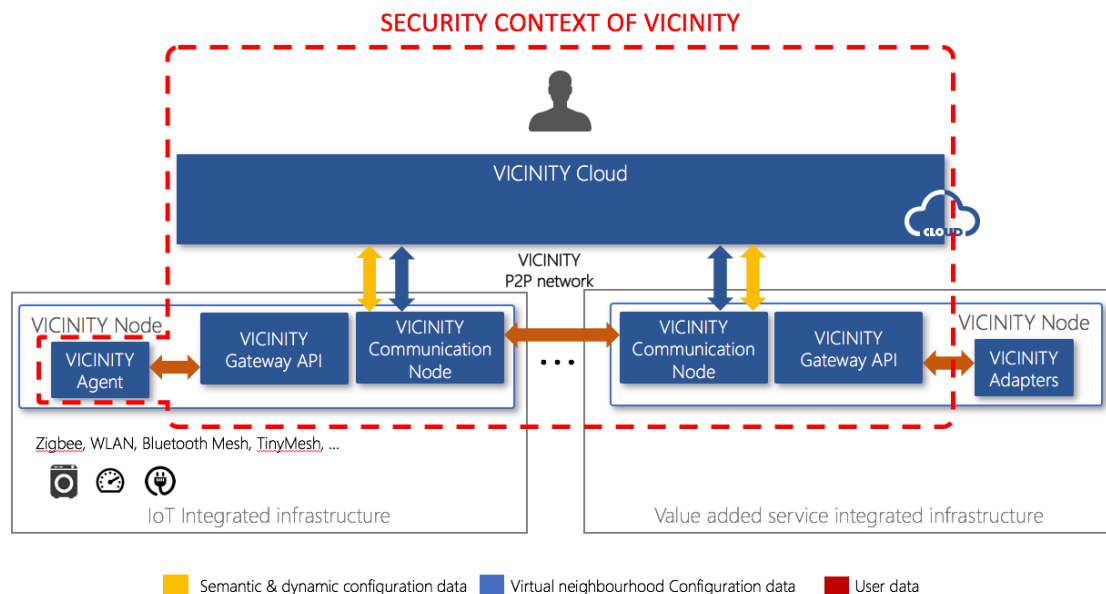 SECURITY CONTEXT OF VICINITY
VICINITY Cloud
CLOUD
VICINITY
P2P network
VICINITY Node
VICINITY
Agent
VICINITY
Gateway API
VICINITY
Communication
Node
...
VICINITY
Communication
Node
VICINITY
Gateway API
VICINITY Node
VICINITY
Adapters
Zigbee, WLAN, Bluetooth Mesh, TinyMesh, ...
IoT Integrated infrastructure
Value added service integrated infrastructure
Semantic & dynamic configuration data
Virtual neighbourhood Configuration data
User data